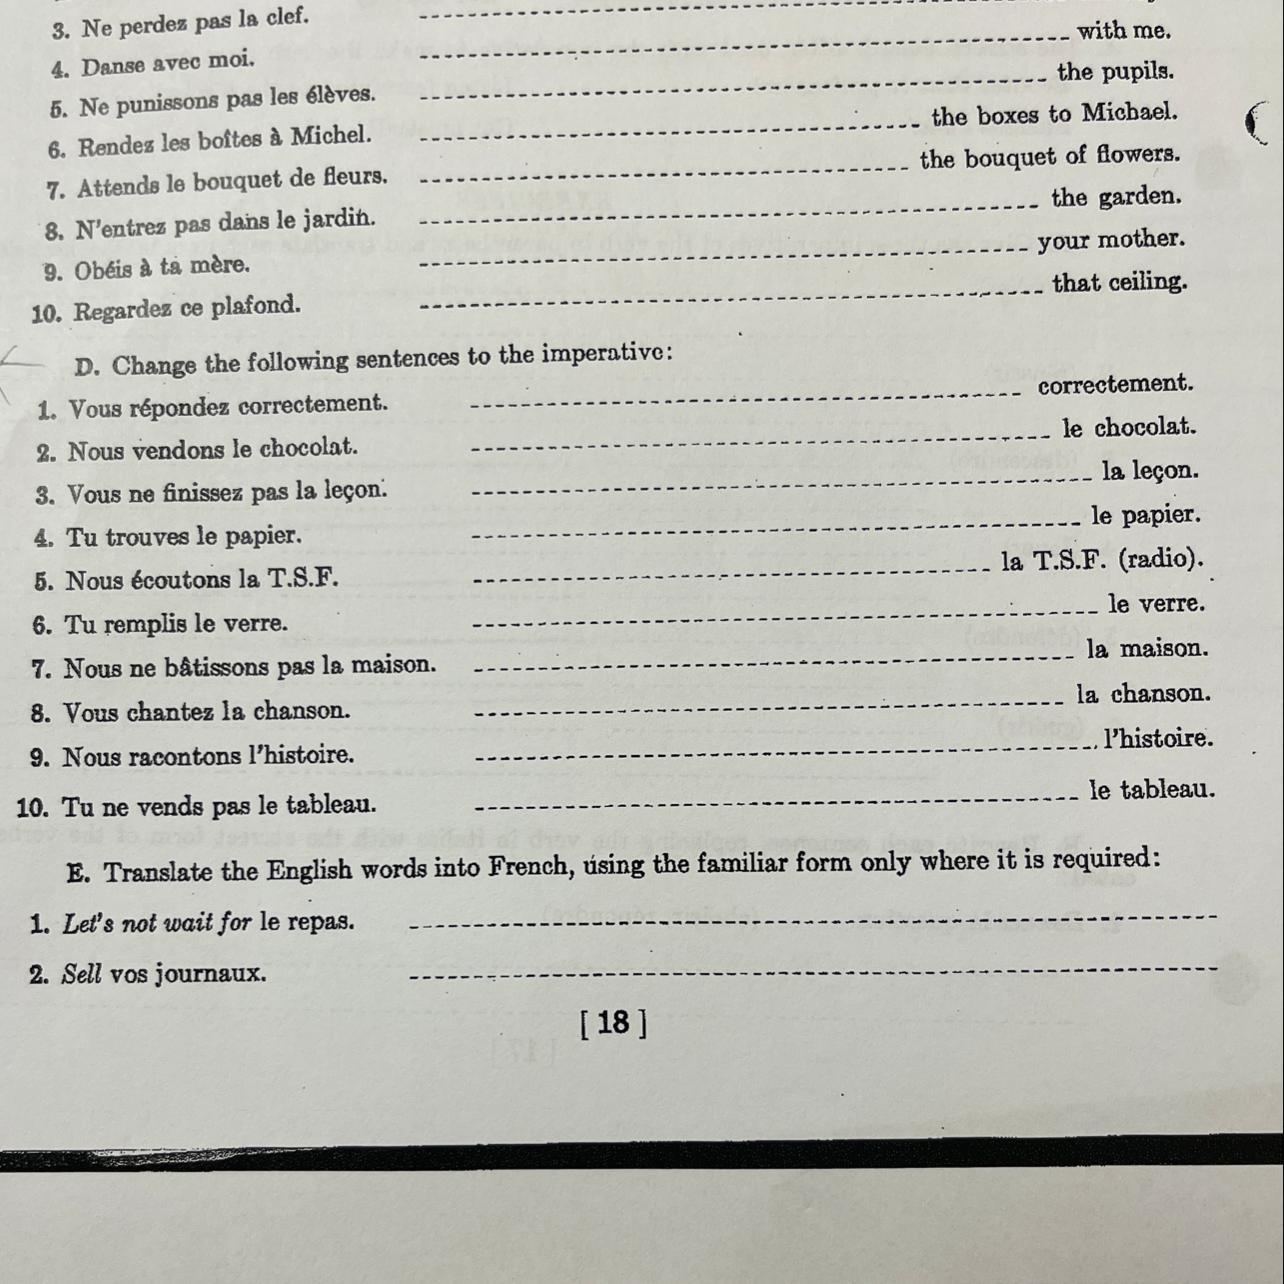 3. Ne perdez pas la clef.
4. Danse avec moi. with me.
5. Ne punissons pas les élèves. the pupils.
6. Rendez les boîtes à Michel. the boxes to Michael.
7. Attends le bouquet de fleurs. the bouquet of flowers.
8. N'entrez pas dans le jardin. the garden.
9. Obéis à ta mère. your mother.
10. Regardez ce plafond. that ceiling.
D. Change the following sentences to the imperative:
1. Vous répondez correctement. correctement.
2. Nous vendons le chocolat. le chocolat.
3. Vous ne finissez pas la leçon. la leçon.
4. Tu trouves le papier. le papier.
5. Nous écoutons la T.S.F. la T.S.F. (radio).
6. Tu remplis le verre. le verre.
7. Nous ne bâtissons pas la maison. la maison.
8. Vous chantez la chanson. la chanson.
9. Nous racontons l'histoire. l'histoire.
10. Tu ne vends pas le tableau. le tableau.
E. Translate the English words into French, using the familiar form only where it is required:
1. Let's not wait for le repas.
2. Sell vos journaux.
[ 18 ]